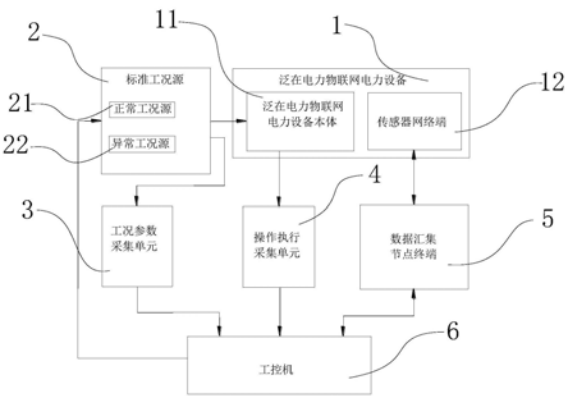 11
1
2
标准工况源
泛在电力物联网电力设备
12
21
正常工况源
泛在电力物联网
电力设备本体
传感器网络端
22
异常工况源
4
3
工况参数
采集单元
操作执行
采集单元
数据汇集
节点终端
5
6
工控机